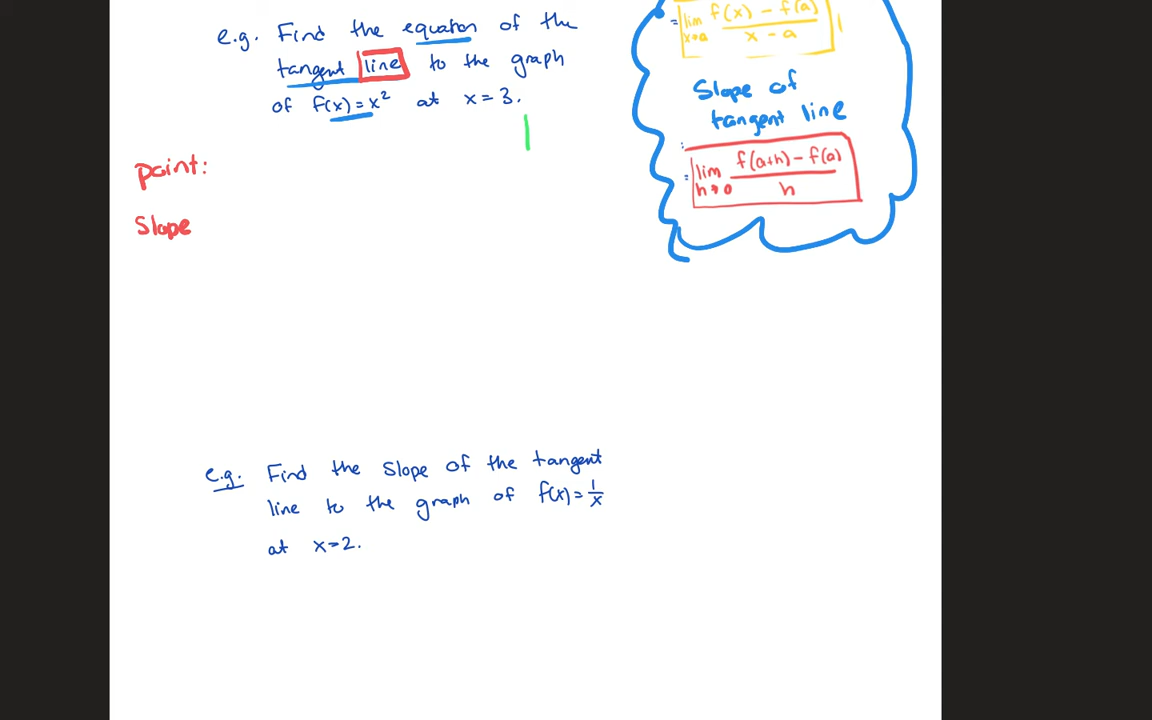 e.g. Find the equation of the
tangent line to the graph
of f(x) = x² at x = 3.
point:
Slope
= lim x→a f(x) - f(a) / x - a
Slope of
tangent line
= lim h→0 f(a+h) - f(a) / h
e.g. Find the slope of the tangent
line to the graph of f(x) = 1/x
at x=2.